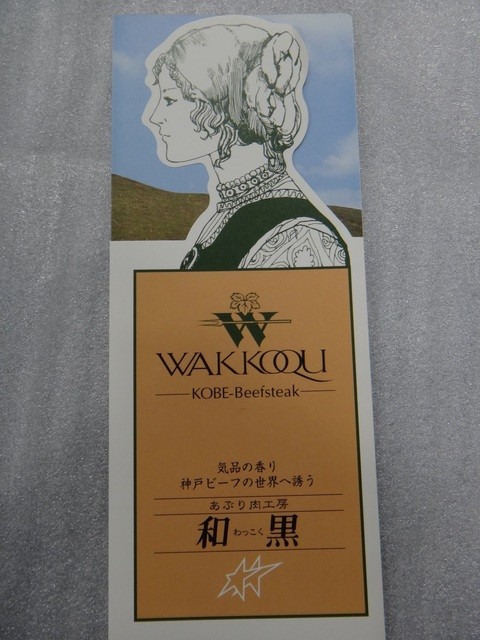 W
WAKKOQU
KOBE-Beefsteak
気品の香り
神戸ビーフの世界へ誘う
あぶり肉工房
和わっこく黒